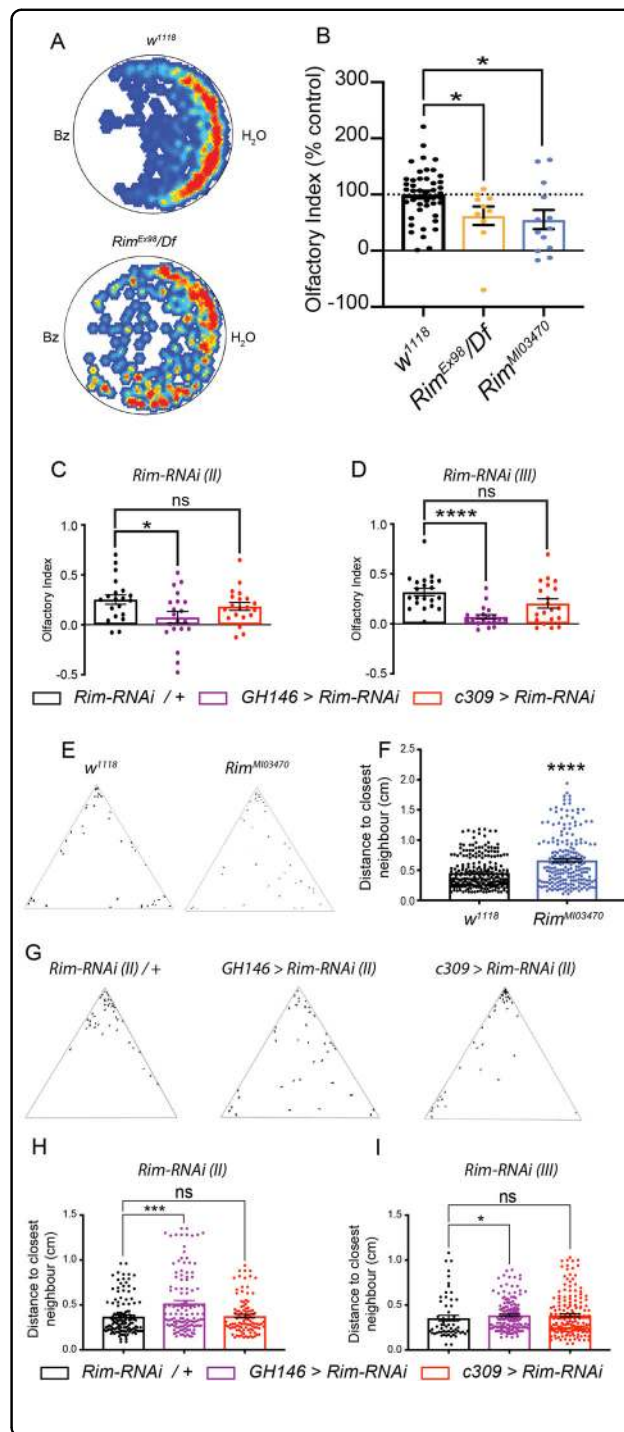 A
w1118
Bz
H2O
RimEx98/Df
Bz
H2O
B
Olfactory Index (% control)
300
200
100
0
-100
*
*
w1118
RimEx98/Df
RimMI03470
C
Rim-RNAi (II)
ns
*
Olfactory Index
1.0
0.5
0.0
-0.5
D
Rim-RNAi (III)
ns
****
Olfactory Index
1.0
0.5
0.0
-0.5
Rim-RNAi / +
GH146 > Rim-RNAi
c309 > Rim-RNAi
E
w1118
RimMI03470
F
Distance to closest
neighbour (cm)
2.5
2.0
1.5
1.0
0.5
0.0
****
w1118
RimMI03470
G
Rim-RNAi (II) / +
GH146 > Rim-RNAi (II)
c309 > Rim-RNAi (II)
H
Rim-RNAi (II)
ns
***
Distance to closest
neighbour (cm)
1.5
1.0
0.5
0.0
I
Rim-RNAi (III)
ns
*
Distance to closest
neighbour (cm)
1.5
1.0
0.5
0.0
Rim-RNAi / +
GH146 > Rim-RNAi
c309 > Rim-RNAi